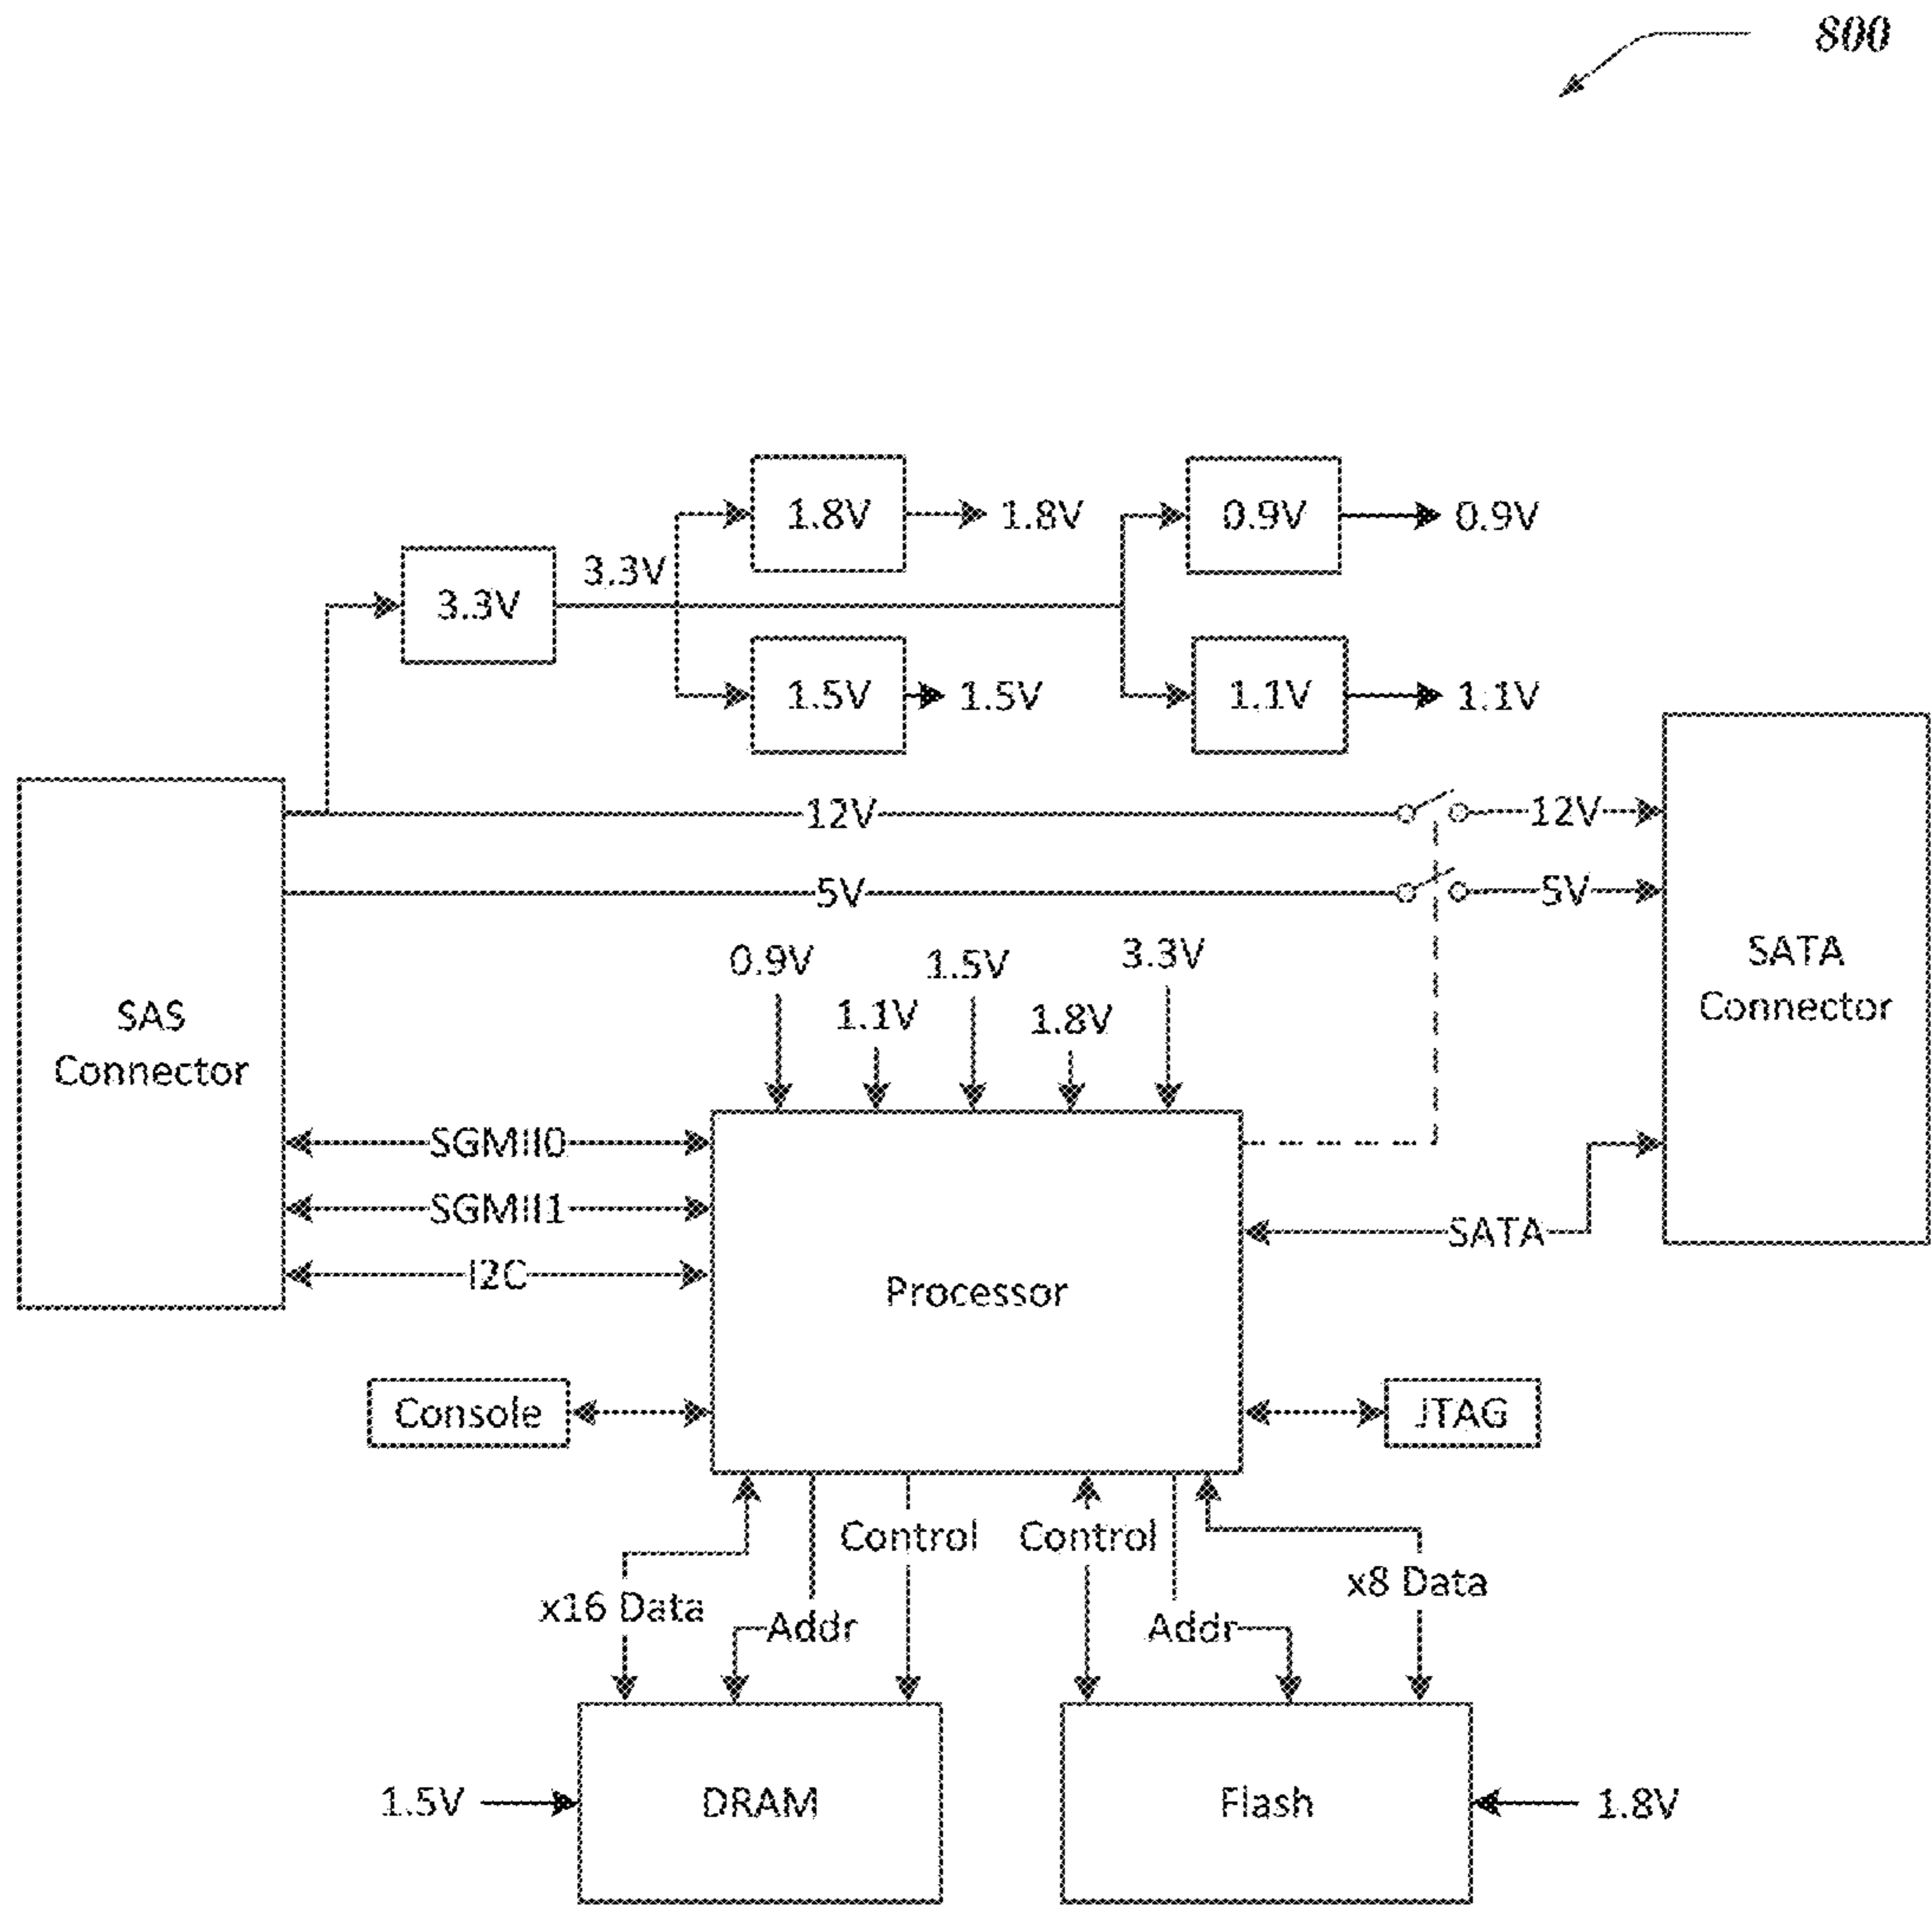 800
1.8V
1.8V
0.9V
0.9V
3.3V
3.3V
1.5V
1.5V
1.1V
1.1V
12V
12V
5V
5V
SAS
Connector
SATA
Connector
0.9V
1.1V
1.5V
1.8V
3.3V
SGMII0
SGMII1
I2C
SATA
Processor
Console
JTAG
x16 Data
Addr
Control
Control
Addr
x8 Data
1.5V
DRAM
Flash
1.8V